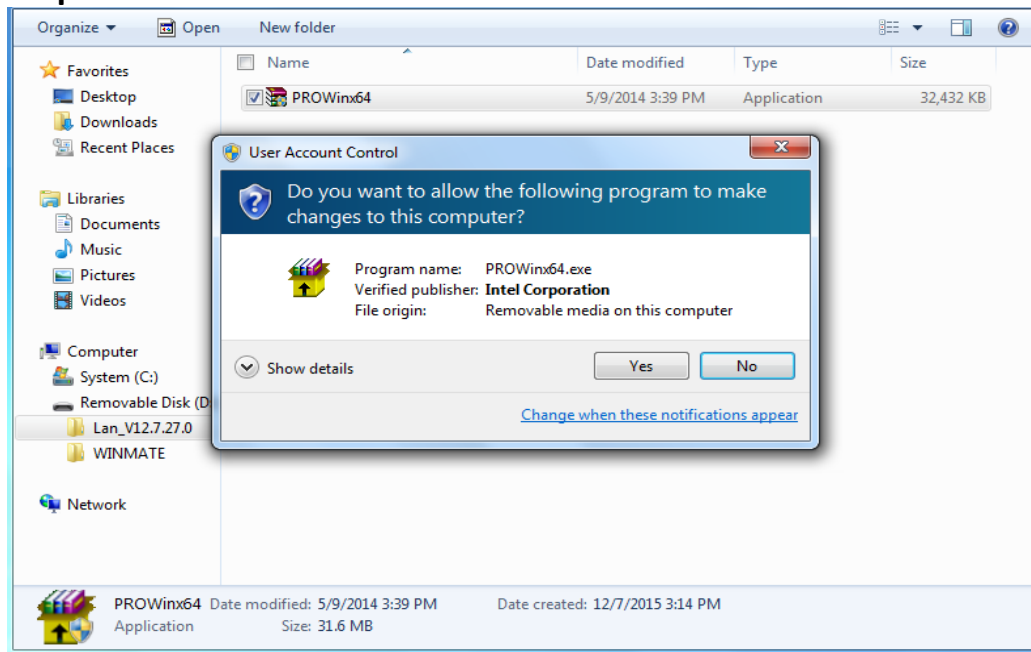 Organize Open New folder
Name Date modified Type Size
PROWinx64 5/9/2014 3:39 PM Application 32,432 KB
Favorites
Desktop
Downloads
Recent Places
Libraries
Documents
Music
Pictures
Videos
Computer
System (C:)
Removable Disk (D
Lan_V12.7.27.0
WINMATE
Network
User Account Control
Do you want to allow the following program to make
changes to this computer?
Program name: PROWinx64.exe
Verified publisher: Intel Corporation
File origin: Removable media on this computer
Show details Yes No
Change when these notifications appear
PROWinx64 Date modified: 5/9/2014 3:39 PM Date created: 12/7/2015 3:14 PM
Application Size: 31.6 MB